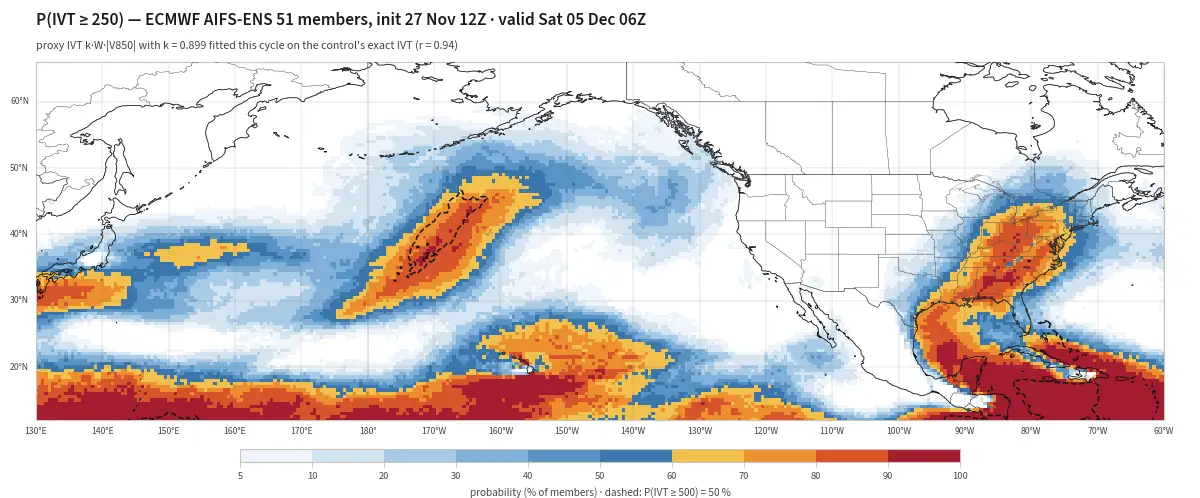 P(IVT ≥ 250) — ECMWF AIFS-ENS 51 members, init 27 Nov 12Z · valid Sat 05 Dec 06Z
proxy IVT k·W·|V850| with k = 0.899 fitted this cycle on the control's exact IVT (r = 0.94)
60°N
50°N
40°N
30°N
20°N
130°E 140°E 150°E 160°E 180° 170°W 160°W 150°W 140°W 130°W 120°W 110°W 100°W 90°W 80°W 70°W 60°W
5 10 20 30 40 50 60 70 80 90 100
probability (% of members) · dashed: P(IVT ≥ 500) = 50 %